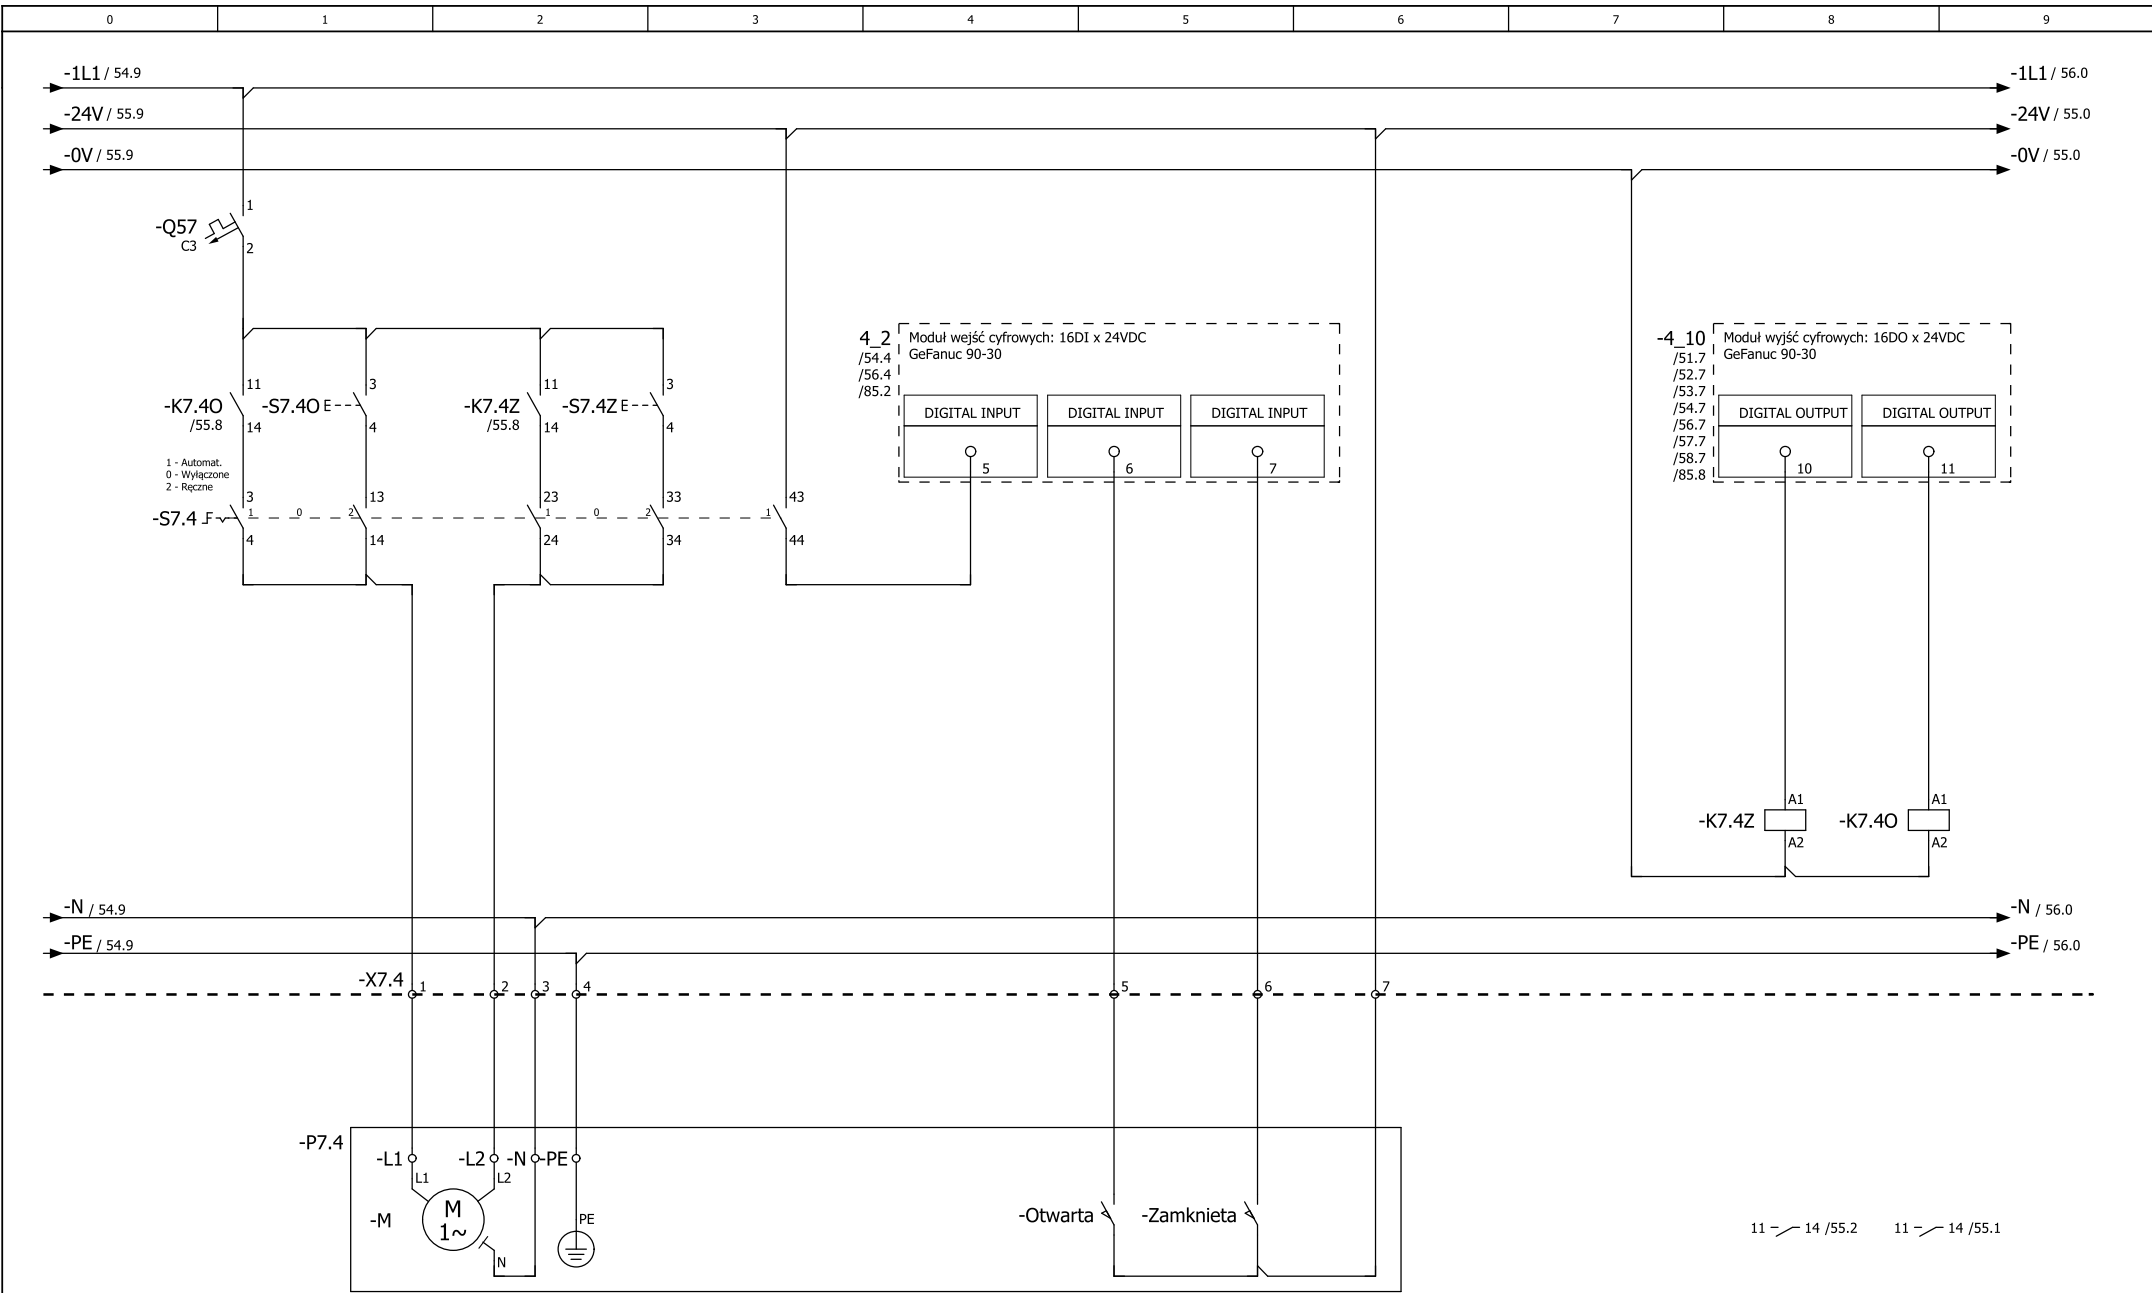 0 1 2 3 4 5 6 7 8 9
-1L1 / 54.9
-1L1 / 56.0
-24V / 55.9
-24V / 55.0
-0V / 55.9
-0V / 55.0
1
-Q57
C3
2
4_2
/54.4
/56.4
/85.2
Moduł wejść cyfrowych: 16DI x 24VDC
GeFanuc 90-30
DIGITAL INPUT
5
DIGITAL INPUT
6
DIGITAL INPUT
7
-4_10
/51.7
/52.7
/53.7
/54.7
/56.7
/57.7
/58.7
/85.8
Moduł wyjść cyfrowych: 16DO x 24VDC
GeFanuc 90-30
DIGITAL OUTPUT
10
DIGITAL OUTPUT
11
11
-K7.4O
/55.8
14
3
-S7.4O
4
11
-K7.4Z
/55.8
14
3
-S7.4Z
4
1 - Automat.
0 - Wyłączone
2 - Ręczne
3 13 23 33 43
-S7.4 1 0 2 1 0 2 1
4 14 24 34 44
A1
-K7.4Z
A2
A1
-K7.4O
A2
-N / 54.9
-N / 56.0
-PE / 54.9
-PE / 56.0
-X7.4 1 2 3 4 5 6 7
-P7.4
-L1 -L2 -N -PE
L1 L2
-M
M
1~
N
PE
-Otwarta
-Zamknieta
11 14 /55.2
11 14 /55.1